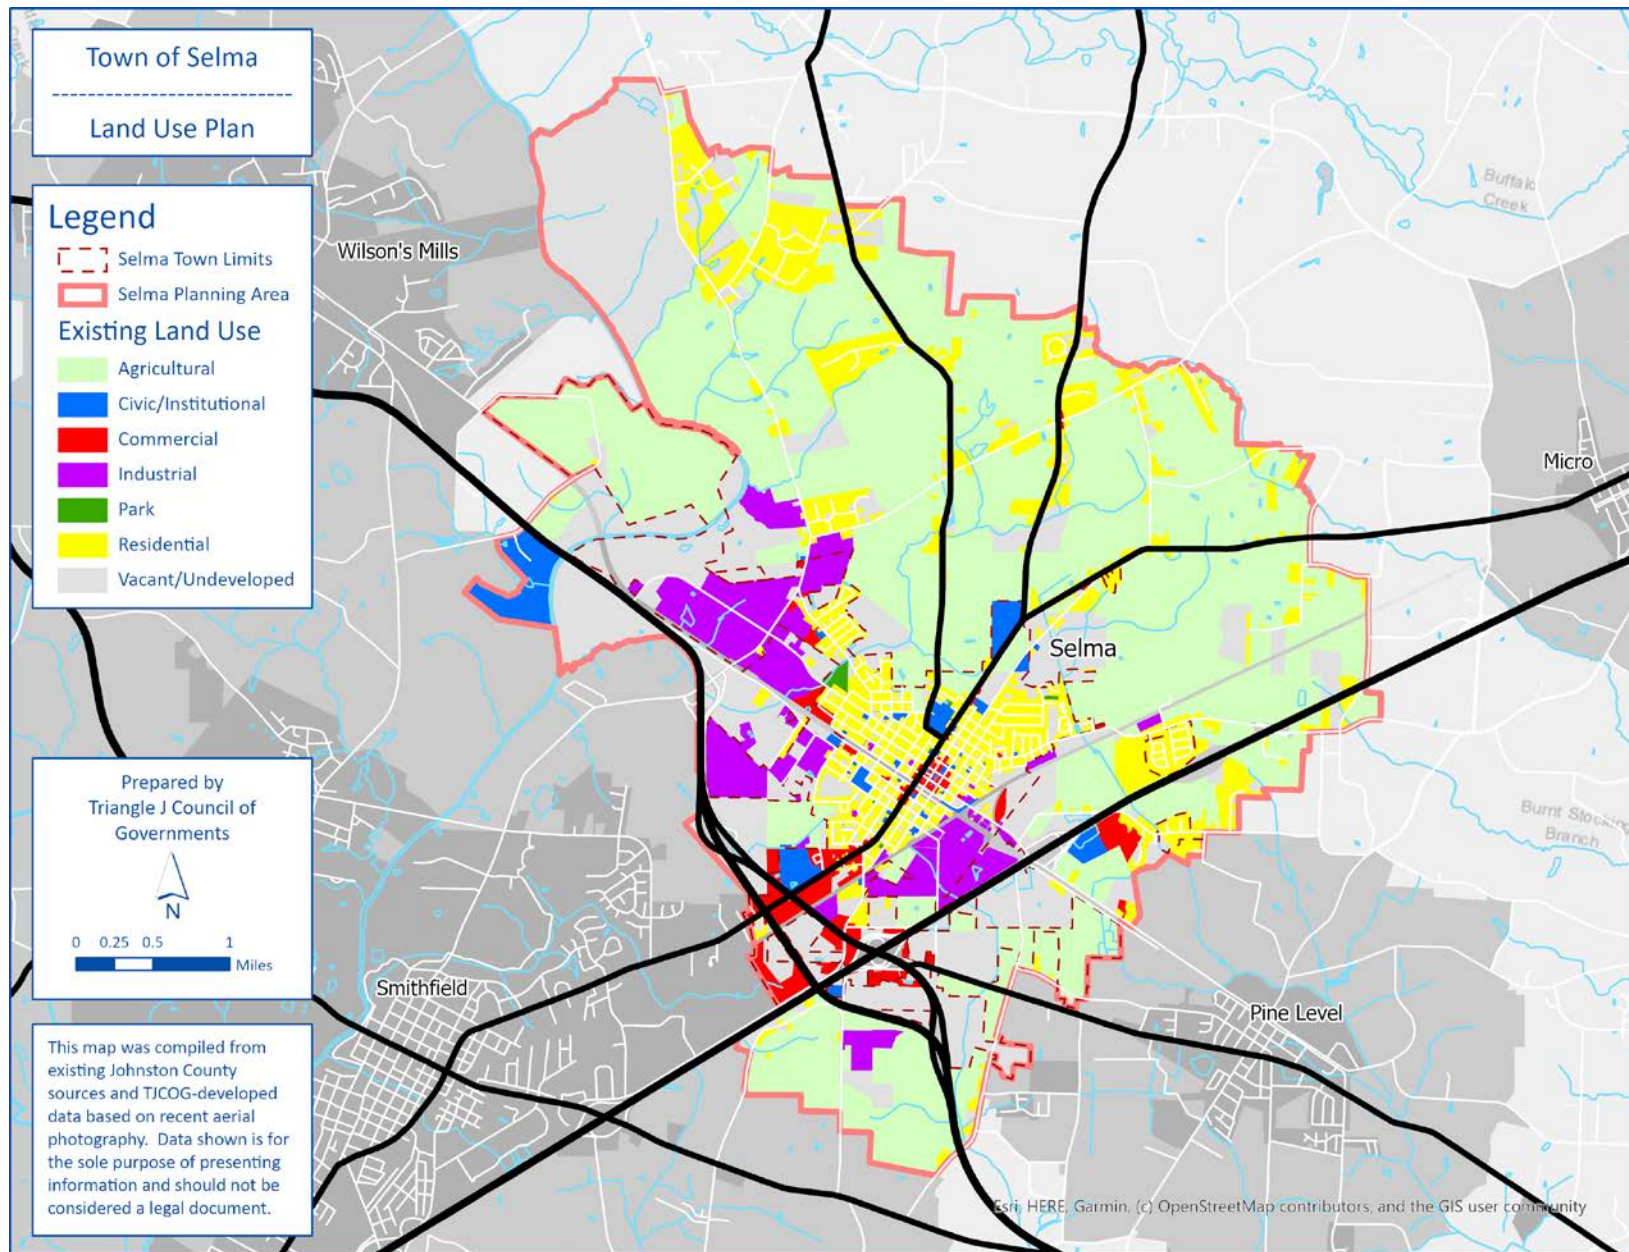 Town of Selma
Land Use Plan
Legend
Selma Town Limits
Selma Planning Area
Existing Land Use
Agricultural
Civic/Institutional
Commercial
Industrial
Park
Residential
Vacant/Undeveloped
Prepared by
Triangle J Council of
Governments
N
0 0.25 0.5 1
Miles
This map was compiled from
existing Johnston County
sources and TJCOG-developed
data based on recent aerial
photography. Data shown is for
the sole purpose of presenting
information and should not be
considered a legal document.
Creek
Wilson's Mills
Buffalo
Creek
Micro
Selma
Burnt Stocking
Branch
Smithfield
Pine Level
Esri, HERE, Garmin, (c) OpenStreetMap contributors, and the GIS user community